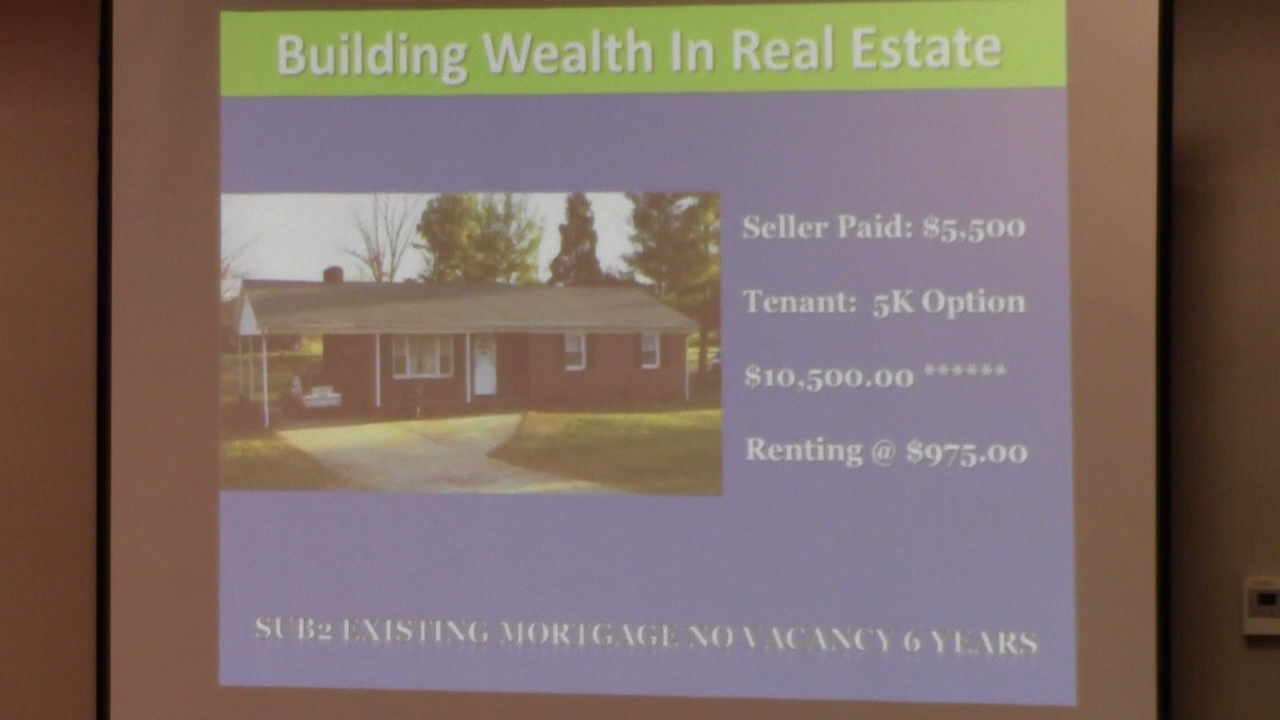 Building Wealth In Real Estate
Seller Paid: $5,500
Tenant: 5K Option
$10,500.00 ******
Renting @ $975.00
SUB2 EXISTING MORTGAGE NO VACANCY 6 YEARS